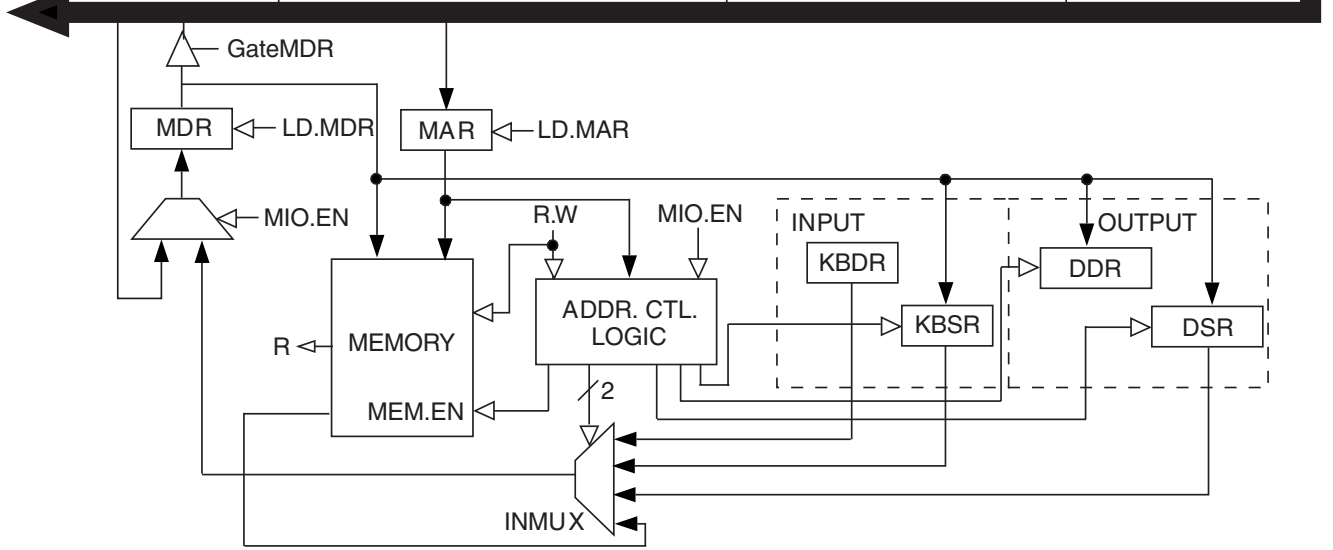 GateMDR
MDR
LD.MDR
MAR
LD.MAR
MIO.EN
R.W
MIO.EN
INPUT
OUTPUT
KBDR
DDR
ADDR. CTL.
LOGIC
KBSR
DSR
R
MEMORY
2
MEM.EN
INMUX